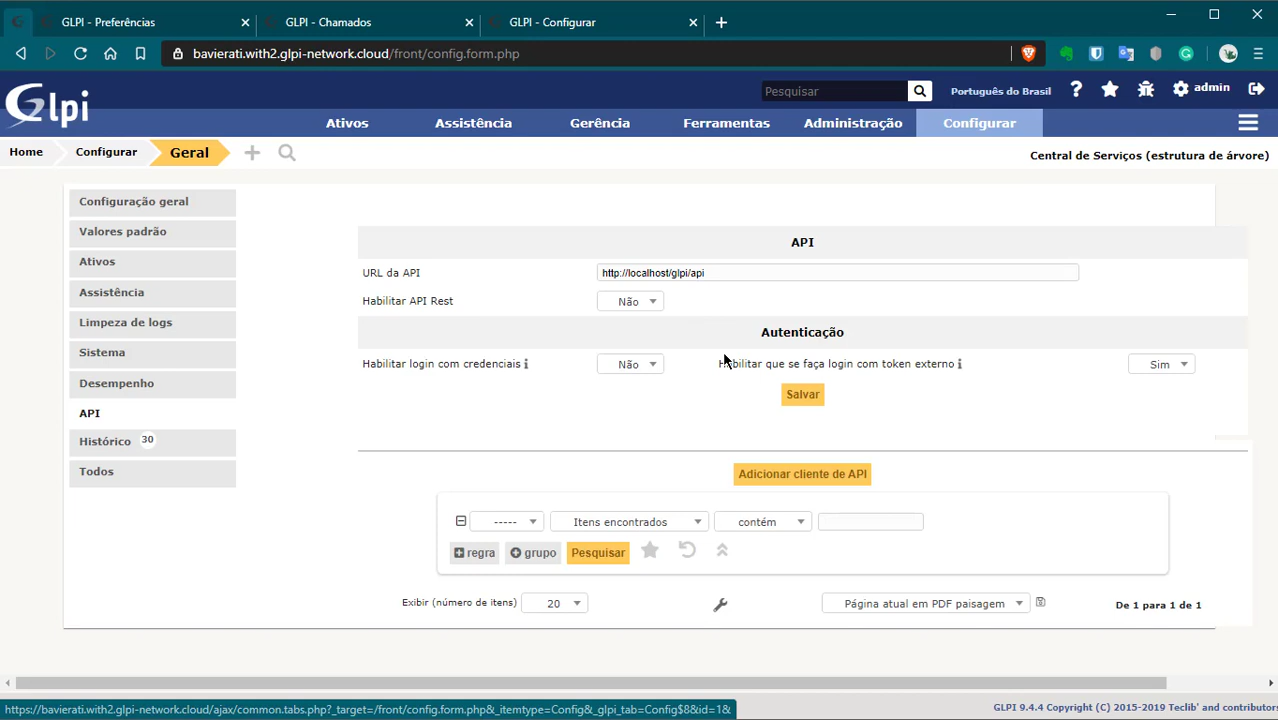 GLPI - Preferências
GLPI - Chamados
GLPI - Configurar
bavierati.with2.glpi-network.cloud/front/config.form.php
Glpi
Pesquisar
Português do Brasil
?
admin
Ativos
Assistência
Gerência
Ferramentas
Administração
Configurar
Home
Configurar
Geral
Central de Serviços (estrutura de árvore)
Configuração geral
Valores padrão
Ativos
Assistência
Limpeza de logs
Sistema
Desempenho
API
Histórico 30
Todos
API
URL da API
http://localhost/glpi/api
Habilitar API Rest
Não
Autenticação
Habilitar login com credenciais
Não
Habilitar que se faça login com token externo
Sim
Salvar
Adicionar cliente de API
-----
Itens encontrados
contém
regra
grupo
Pesquisar
Exibir (número de itens)
20
Página atual em PDF paisagem
De 1 para 1 de 1
https://bavierati.with2.glpi-network.cloud/ajax/common.tabs.php?_target=/front/config.form.php&_itemtype=Config&_glpi_tab=Config$8&id=1&
GLPI 9.4.4 Copyright (C) 2015-2019 Teclib' and contributors